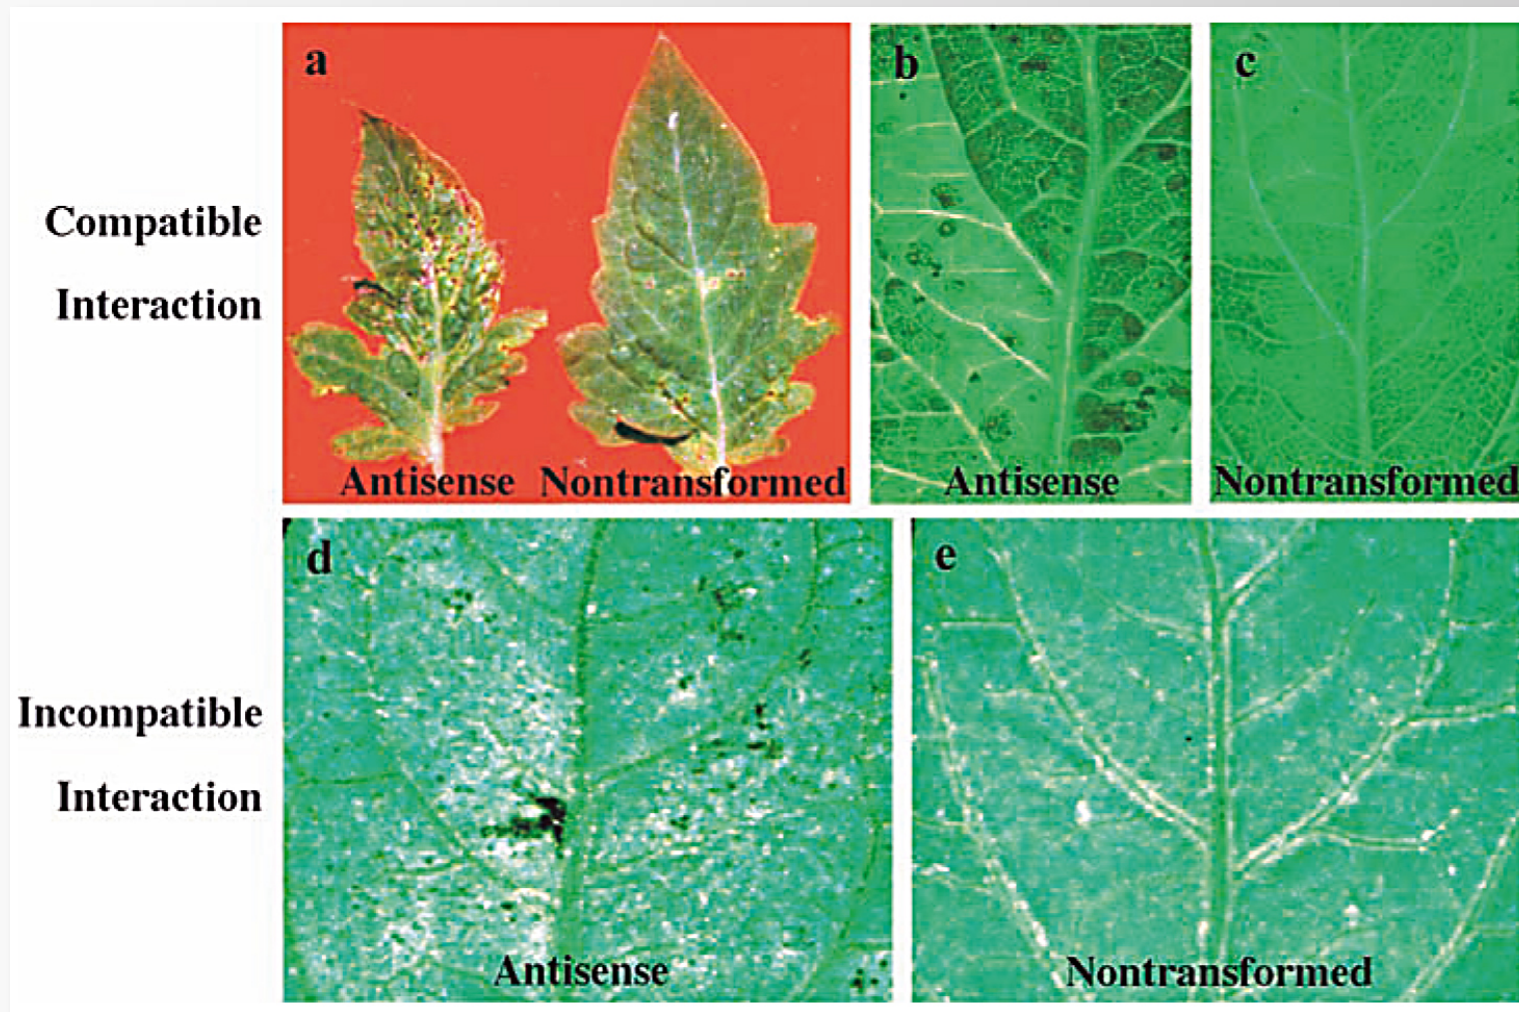 a
b
c
Compatible
Interaction
Antisense
Nontransformed
Antisense
Nontransformed
d
e
Incompatible
Interaction
Antisense
Nontransformed